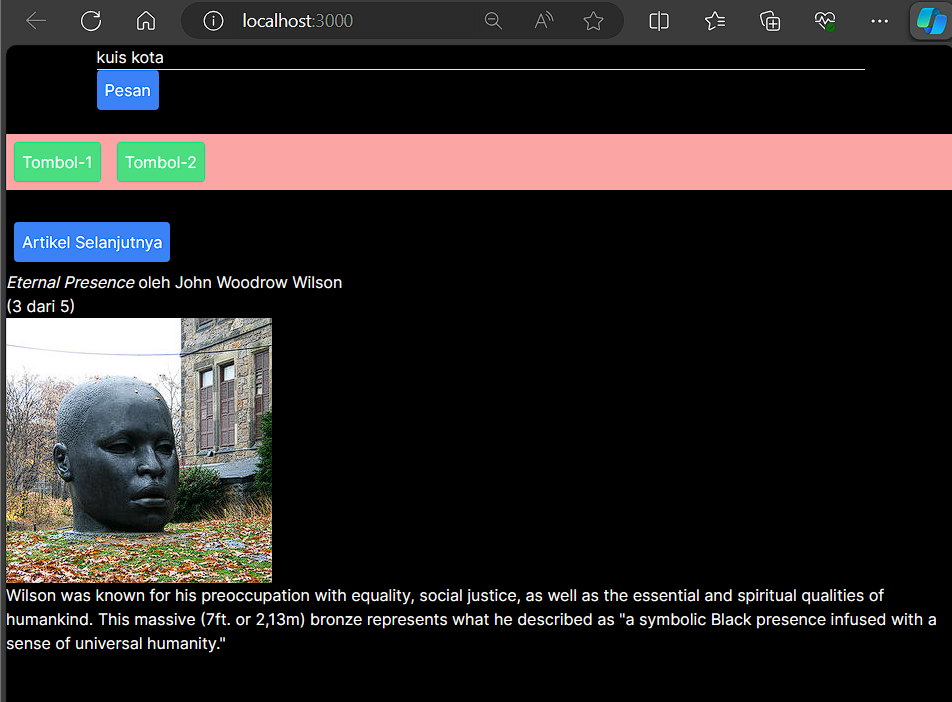 localhost:3000
kuis kota
Pesan
Tombol-1 Tombol-2
Artikel Selanjutnya
Eternal Presence oleh John Woodrow Wilson
(3 dari 5)
Wilson was known for his preoccupation with equality, social justice, as well as the essential and spiritual qualities of
humankind. This massive (7ft. or 2,13m) bronze represents what he described as "a symbolic Black presence infused with a
sense of universal humanity."